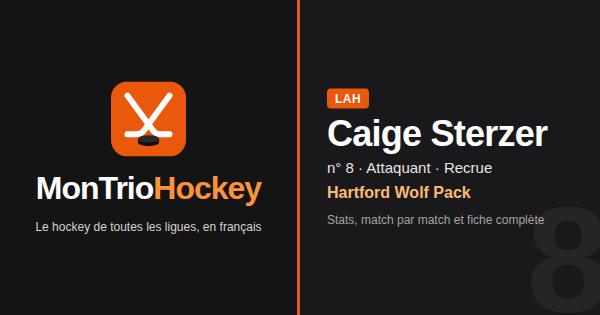 MonTrioHockey
Le hockey de toutes les ligues, en français
LAH
Caige Sterzer
n° 8 · Attaquant · Recrue
Hartford Wolf Pack
Stats, match par match et fiche complète
8